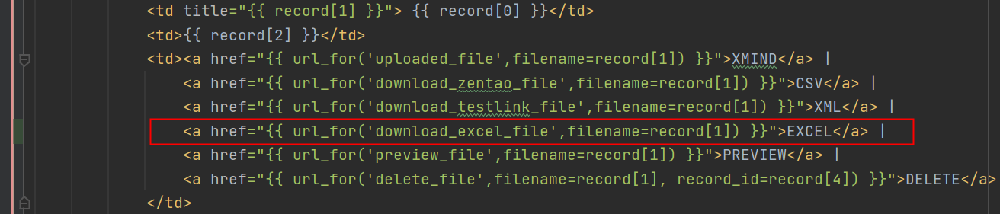 <td title="{{ record[1] }}"> {{ record[0] }}</td>
<td>{{ record[2] }}</td>
<td><a href="{{ url_for('uploaded_file',filename=record[1]) }}">XMIND</a> |
<a href="{{ url_for('download_zentao_file',filename=record[1]) }}">CSV</a> |
<a href="{{ url_for('download_testlink_file',filename=record[1]) }}">XML</a> |
<a href="{{ url_for('download_excel_file',filename=record[1]) }}">EXCEL</a> |
<a href="{{ url_for('preview_file',filename=record[1]) }}">PREVIEW</a> |
<a href="{{ url_for('delete_file',filename=record[1], record_id=record[4]) }}">DELETE</a>
</td>